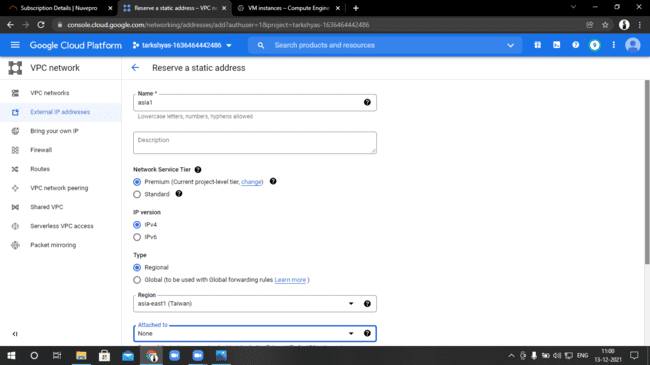 Subscription Details | Nuvepro
Reserve a static address – VPC n
VM instances – Compute Engine
console.cloud.google.com/networking/addresses/add?authuser=1&project=tarkshyas-1636464442486
Google Cloud Platform
tarkshyas-1636464442486
Search products and resources
9
VPC network
Reserve a static address
VPC networks
External IP addresses
Bring your own IP
Firewall
Routes
VPC network peering
Shared VPC
Serverless VPC access
Packet mirroring
Name *
asia1
Lowercase letters, numbers, hyphens allowed
Description
Network Service Tier
Premium (Current project-level tier, change)
Standard
IP version
IPv4
IPv6
Type
Regional
Global (to be used with Global forwarding rules Learn more )
Region
asia-east1 (Taiwan)
Attached to
None
ENG
11:00
13-12-2021